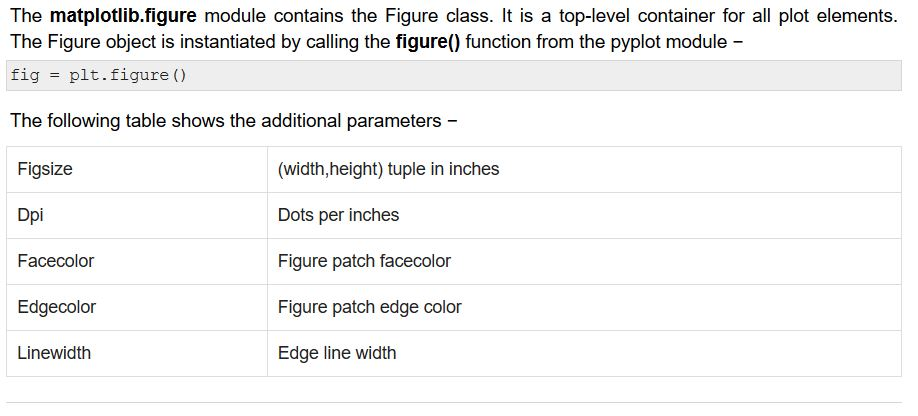 The matplotlib.figure module contains the Figure class. It is a top-level container for all plot elements.
The Figure object is instantiated by calling the figure() function from the pyplot module −
fig = plt.figure()
The following table shows the additional parameters −
Figsize (width,height) tuple in inches
Dpi Dots per inches
Facecolor Figure patch facecolor
Edgecolor Figure patch edge color
Linewidth Edge line width